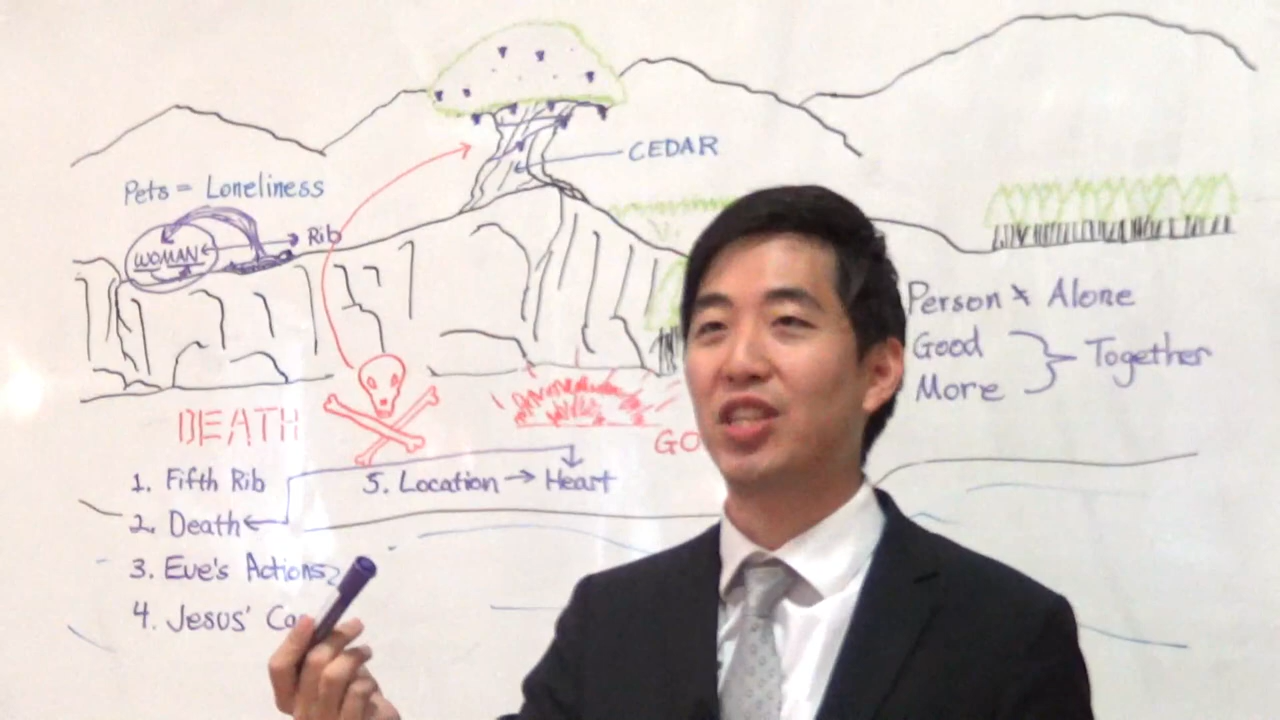 CEDAR
Pets = Loneliness
WOMAN
Rib
Person ≠ Alone
Good
More
Together
DEATH
1. Fifth Rib
2. Death
3. Eve's Actions
4. Jesus'
5. Location → Heart